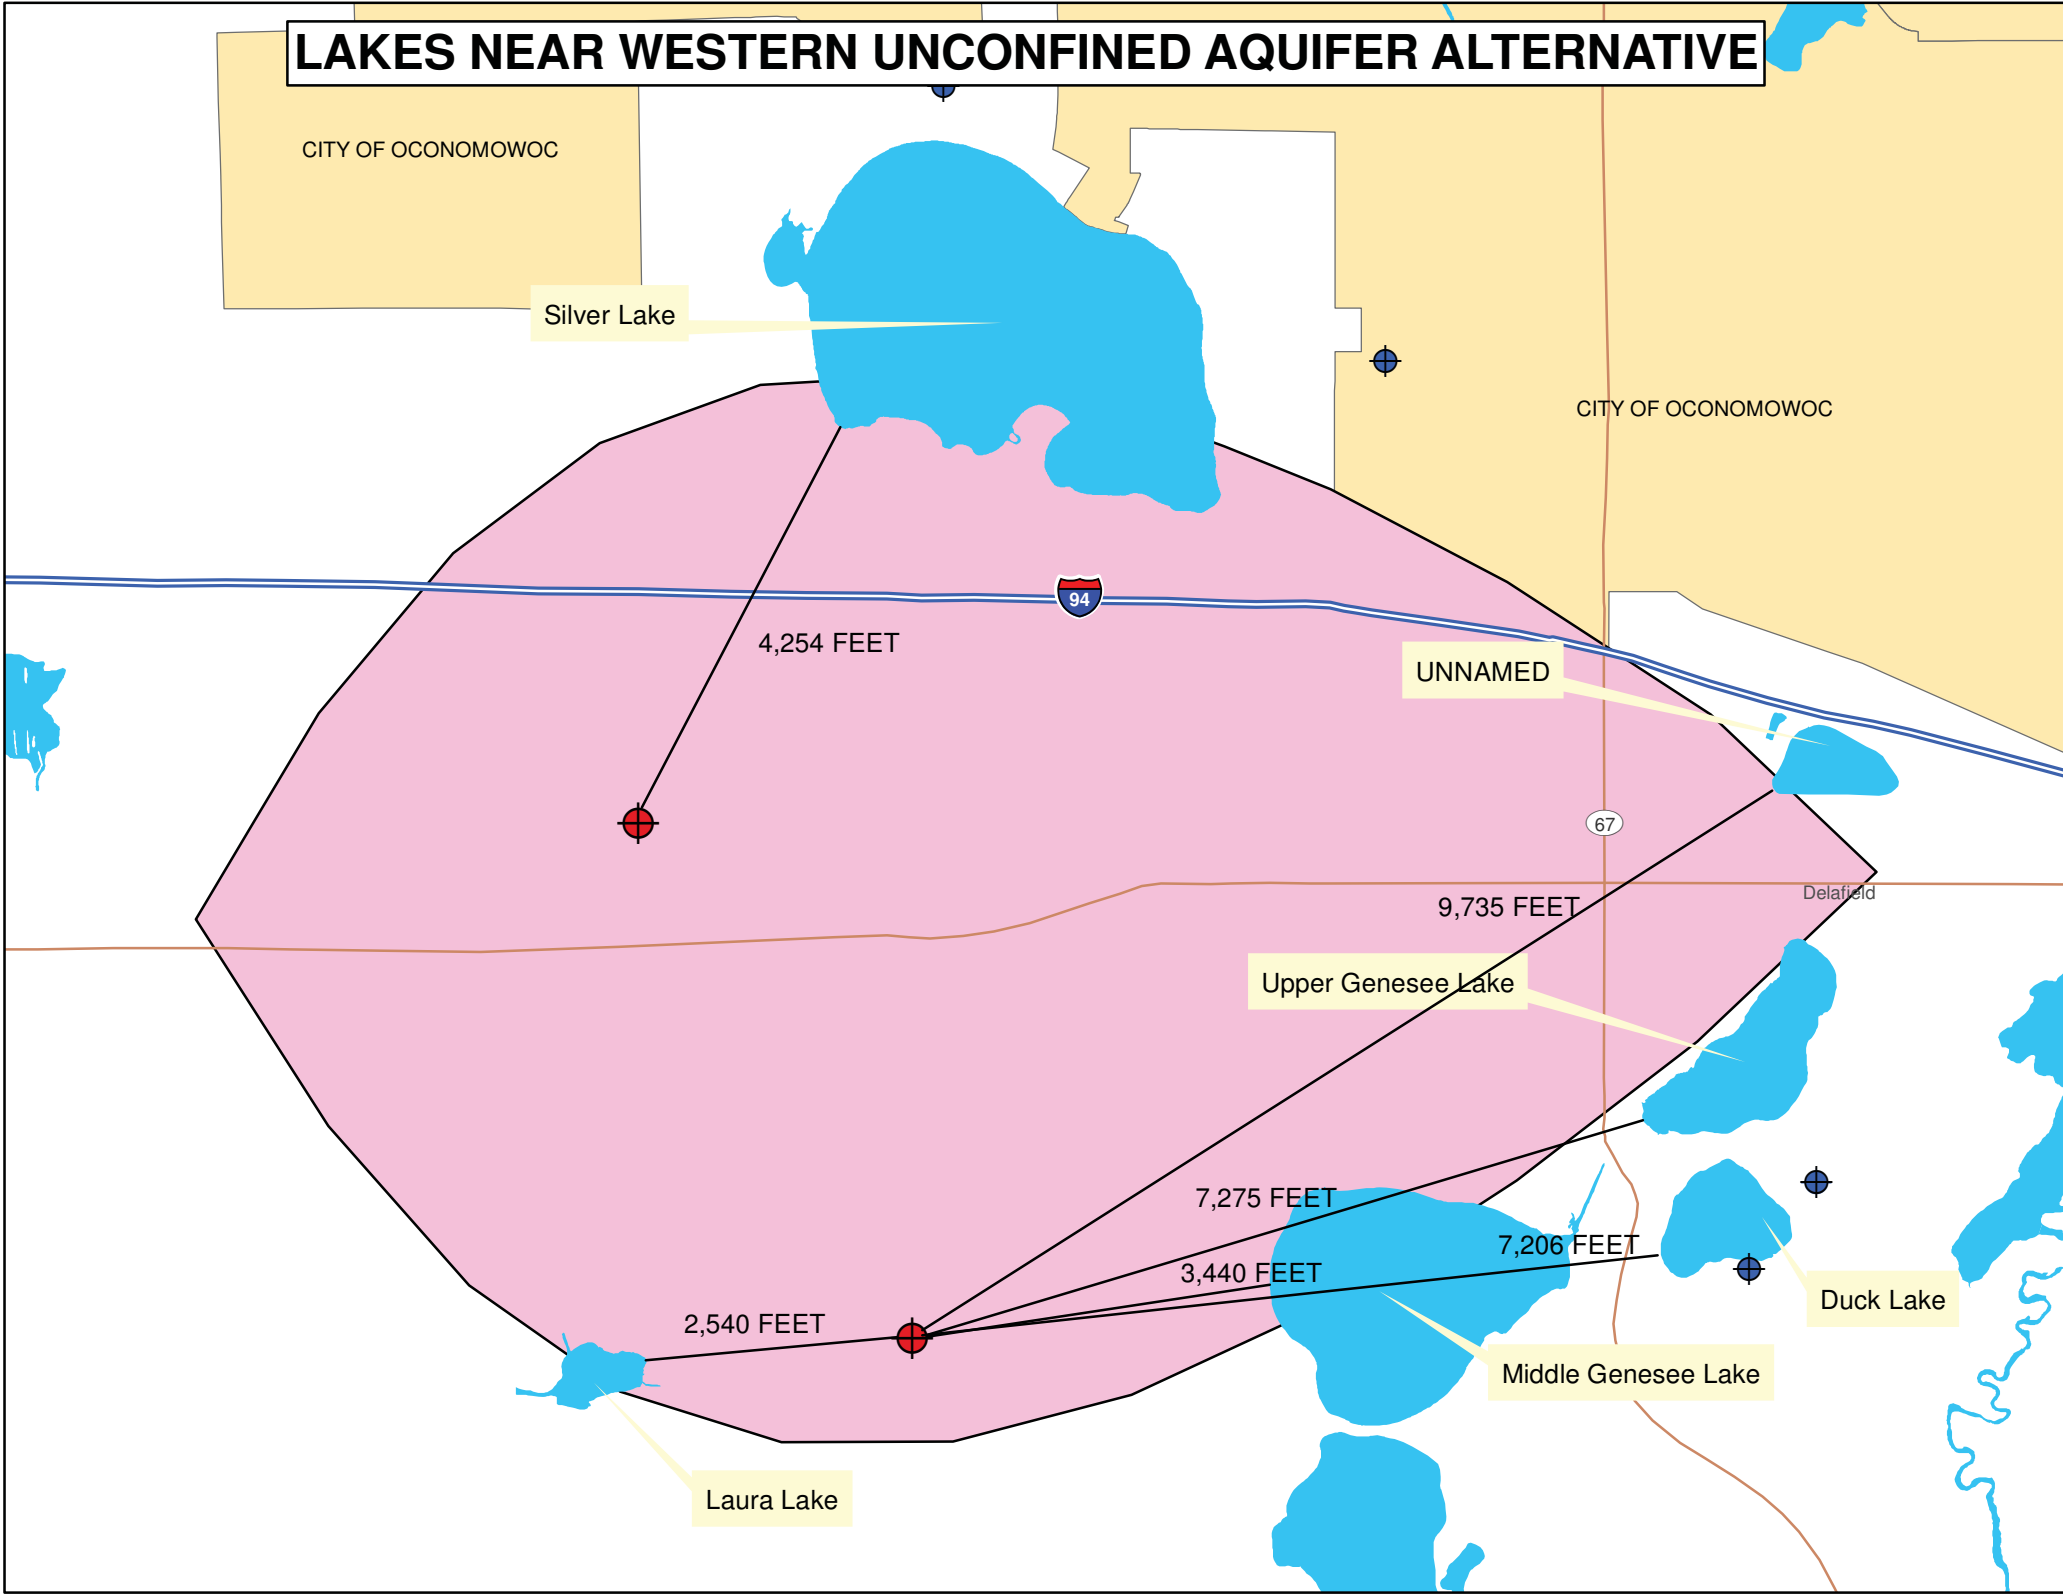 LAKES NEAR WESTERN UNCONFINED AQUIFER ALTERNATIVE
CITY OF OCONOMOWOC
Silver Lake
CITY OF OCONOMOWOC
94
4,254 FEET
UNNAMED
67
Delafield
9,735 FEET
Upper Genesee Lake
7,275 FEET
7,206 FEET
3,440 FEET
Duck Lake
2,540 FEET
Middle Genesee Lake
Laura Lake